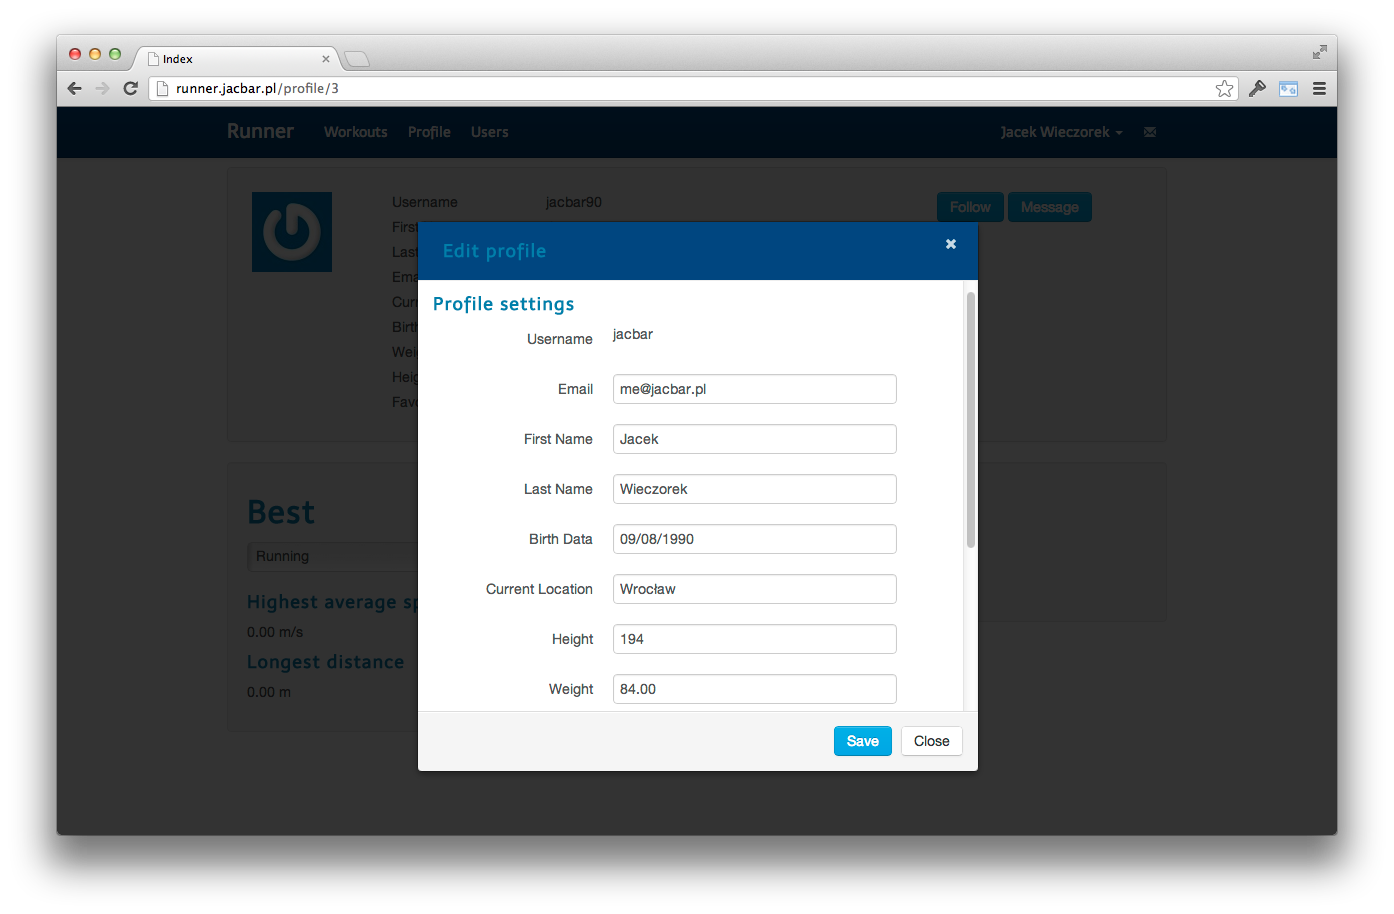 Index
runner.jacbar.pl/profile/3
Runner Workouts Profile Users Jacek Wieczorek
Username jacbar90
Follow Message
First
Last
Ema
Curr
Birth
Weig
Heig
Favo
Edit profile
Profile settings
Username jacbar
Email me@jacbar.pl
First Name Jacek
Last Name Wieczorek
Birth Data 09/08/1990
Current Location Wrocław
Height 194
Weight 84.00
Save Close
Best
Running
Highest average sp
0.00 m/s
Longest distance
0.00 m